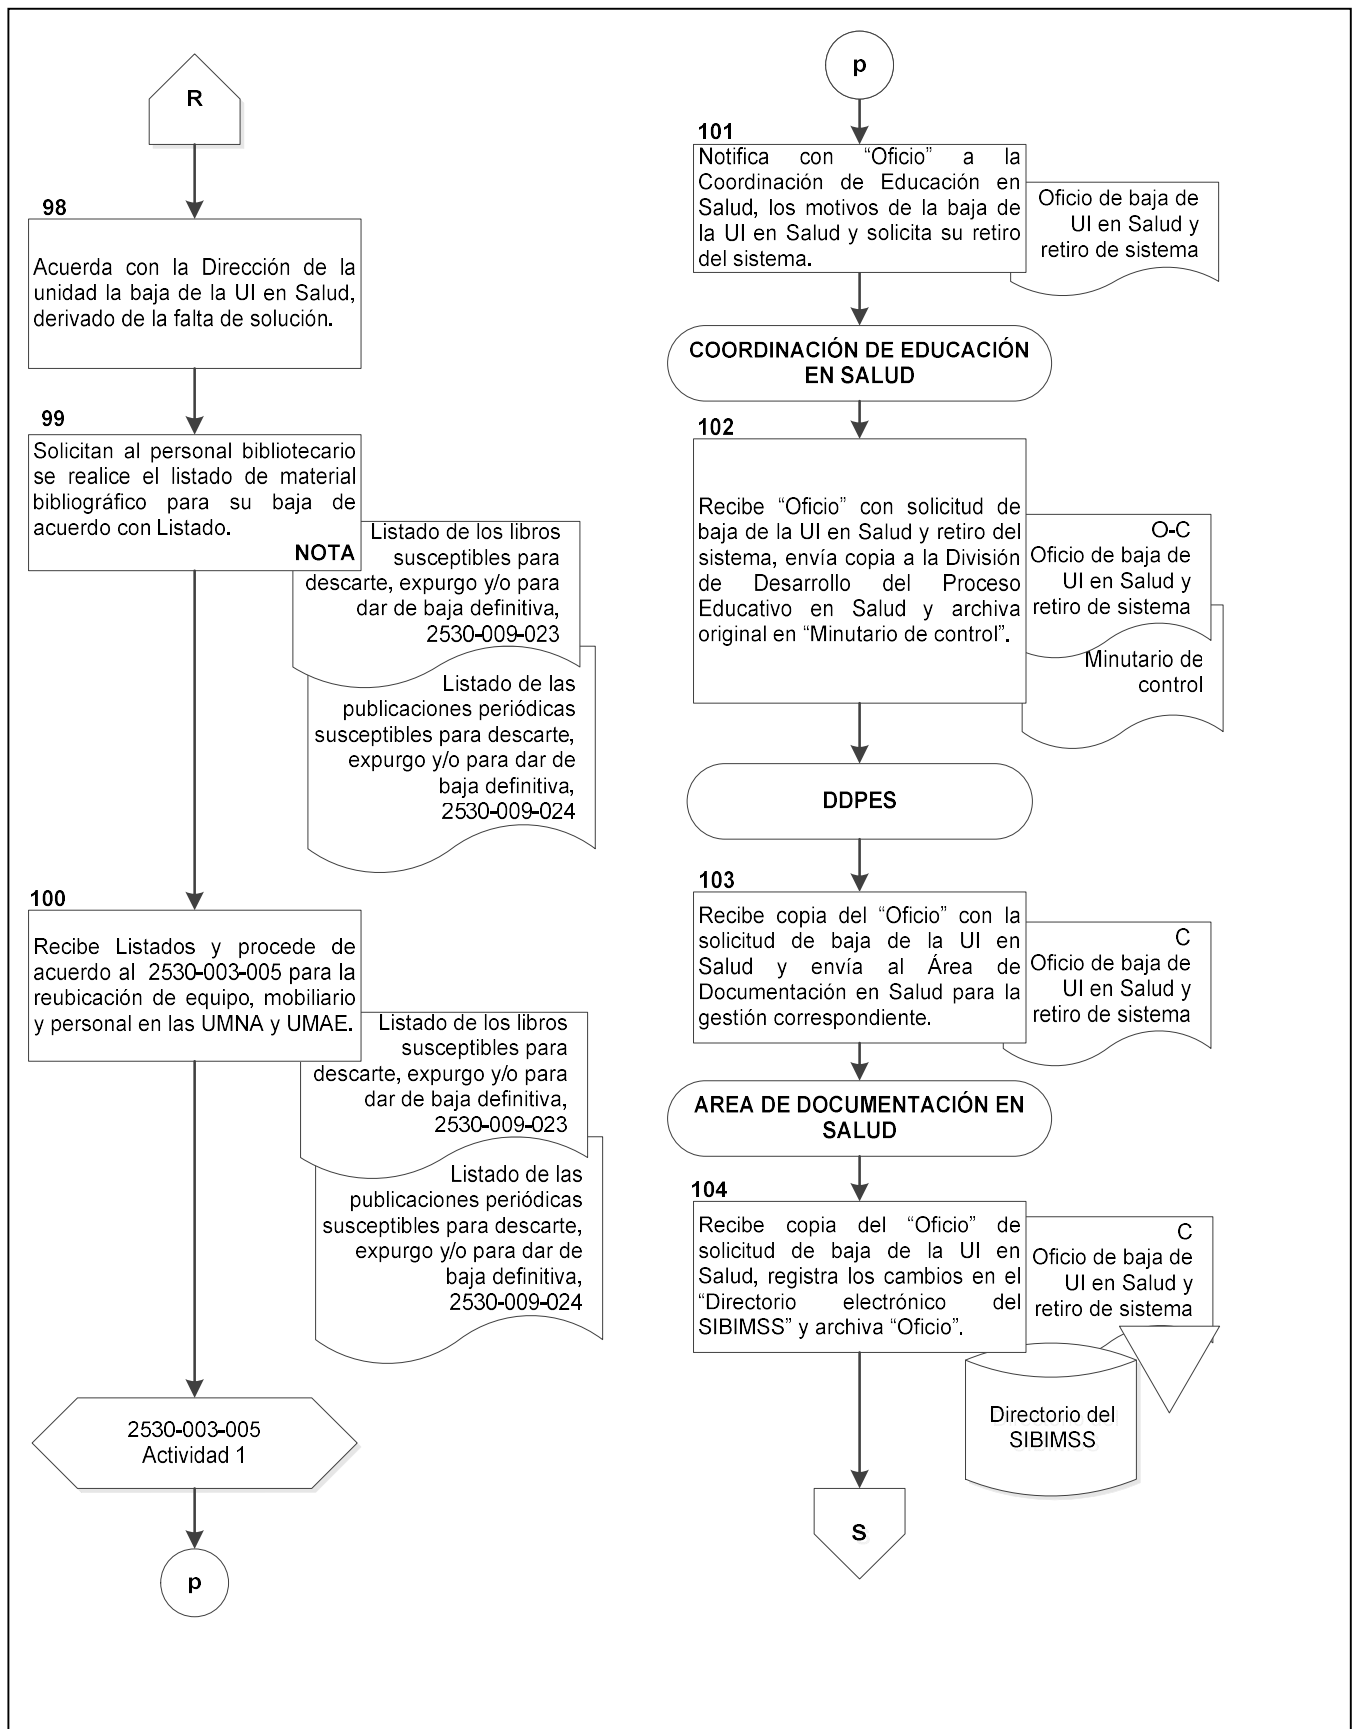 R
98
Acuerda con la Dirección de la
unidad la baja de la UI en Salud,
derivado de la falta de solución.
99
Solicitan al personal bibliotecario
se realice el listado de material
bibliográfico para su baja de
acuerdo con Listado.
NOTA
Listado de los libros
susceptibles para
descarte, expurgo y/o para
dar de baja definitiva,
2530-009-023
Listado de las
publicaciones periódicas
susceptibles para descarte,
expurgo y/o para dar de
baja definitiva,
2530-009-024
100
Recibe Listados y procede de
acuerdo al 2530-003-005 para la
reubicación de equipo, mobiliario
y personal en las UMNA y UMAE.
Listado de los libros
susceptibles para
descarte, expurgo y/o para
dar de baja definitiva,
2530-009-023
Listado de las
publicaciones periódicas
susceptibles para descarte,
expurgo y/o para dar de
baja definitiva,
2530-009-024
2530-003-005
Actividad 1
p
p
101
Notifica con “Oficio” a la
Coordinación de Educación en
Salud, los motivos de la baja de
la UI en Salud y solicita su retiro
del sistema.
Oficio de baja de
UI en Salud y
retiro de sistema
COORDINACIÓN DE EDUCACIÓN
EN SALUD
102
Recibe “Oficio” con solicitud de
baja de la UI en Salud y retiro del
sistema, envía copia a la División
de Desarrollo del Proceso
Educativo en Salud y archiva
original en “Minutario de control”.
O-C
Oficio de baja de
UI en Salud y
retiro de sistema
Minutario de
control
DDPES
103
Recibe copia del “Oficio” con la
solicitud de baja de la UI en
Salud y envía al Área de
Documentación en Salud para la
gestión correspondiente.
C
Oficio de baja de
UI en Salud y
retiro de sistema
AREA DE DOCUMENTACIÓN EN
SALUD
104
Recibe copia del “Oficio” de
solicitud de baja de la UI en
Salud, registra los cambios en el
“Directorio electrónico del
SIBIMSS” y archiva “Oficio”.
C
Oficio de baja de
UI en Salud y
retiro de sistema
Directorio del
SIBIMSS
S